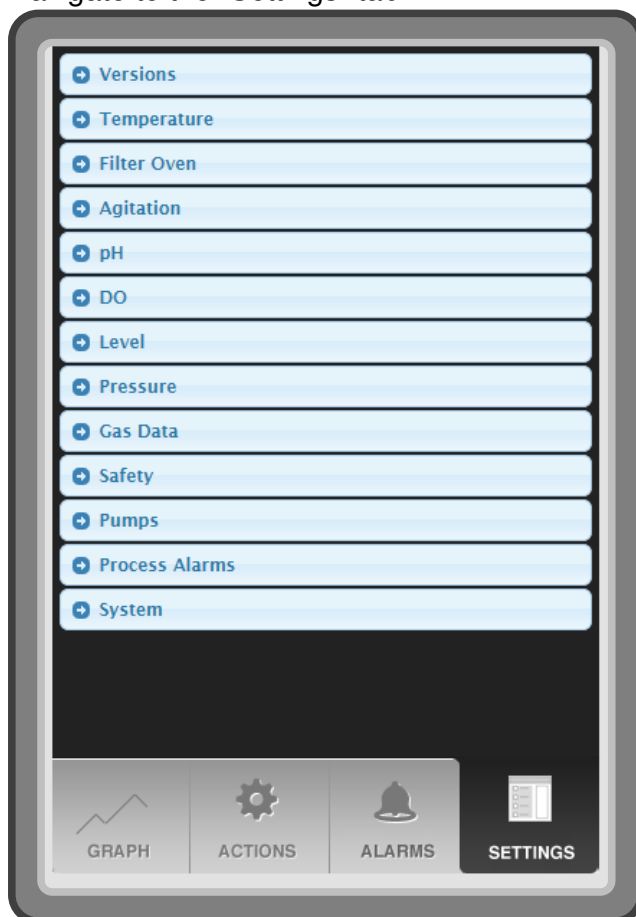 Versions
Temperature
Filter Oven
Agitation
pH
DO
Level
Pressure
Gas Data
Safety
Pumps
Process Alarms
System
GRAPH ACTIONS ALARMS SETTINGS